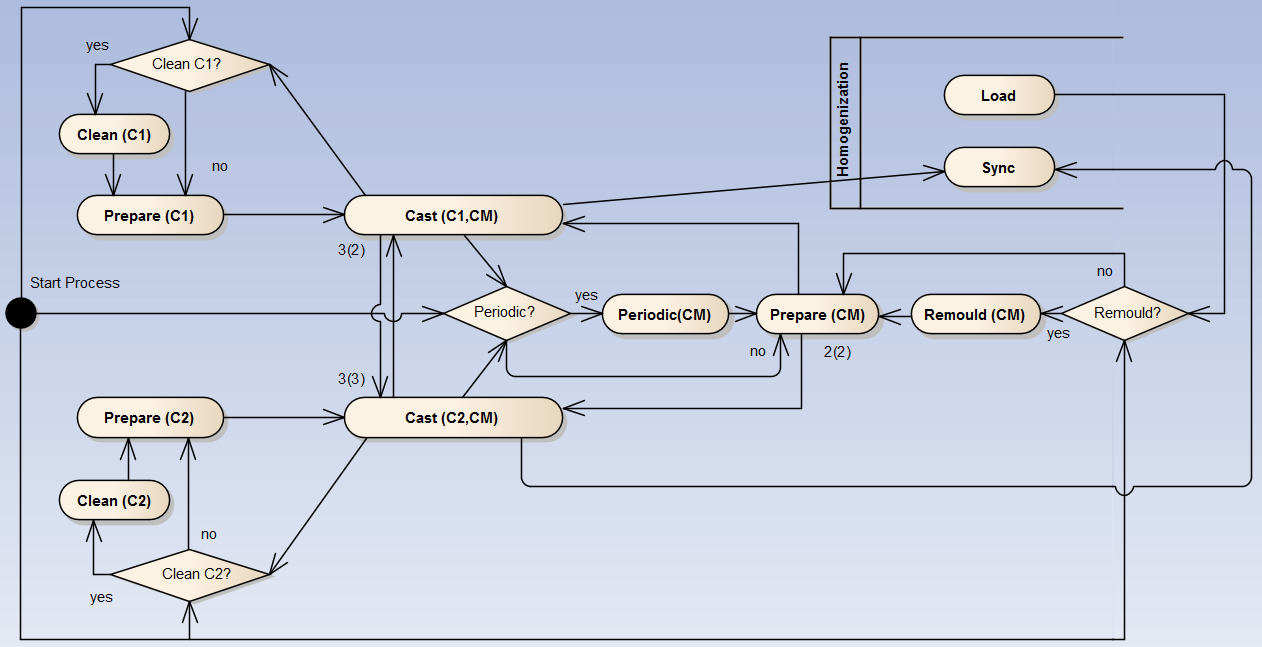 yes
Clean C1?
Homogenization
Load
Clean (C1)
no
Sync
Prepare (C1)
Cast (C1,CM)
3(2)
Start Process
no
Periodic?
yes
Periodic(CM)
Prepare (CM)
Remould (CM)
Remould?
yes
no
2(2)
3(3)
Prepare (C2)
Cast (C2,CM)
Clean (C2)
no
Clean C2?
yes